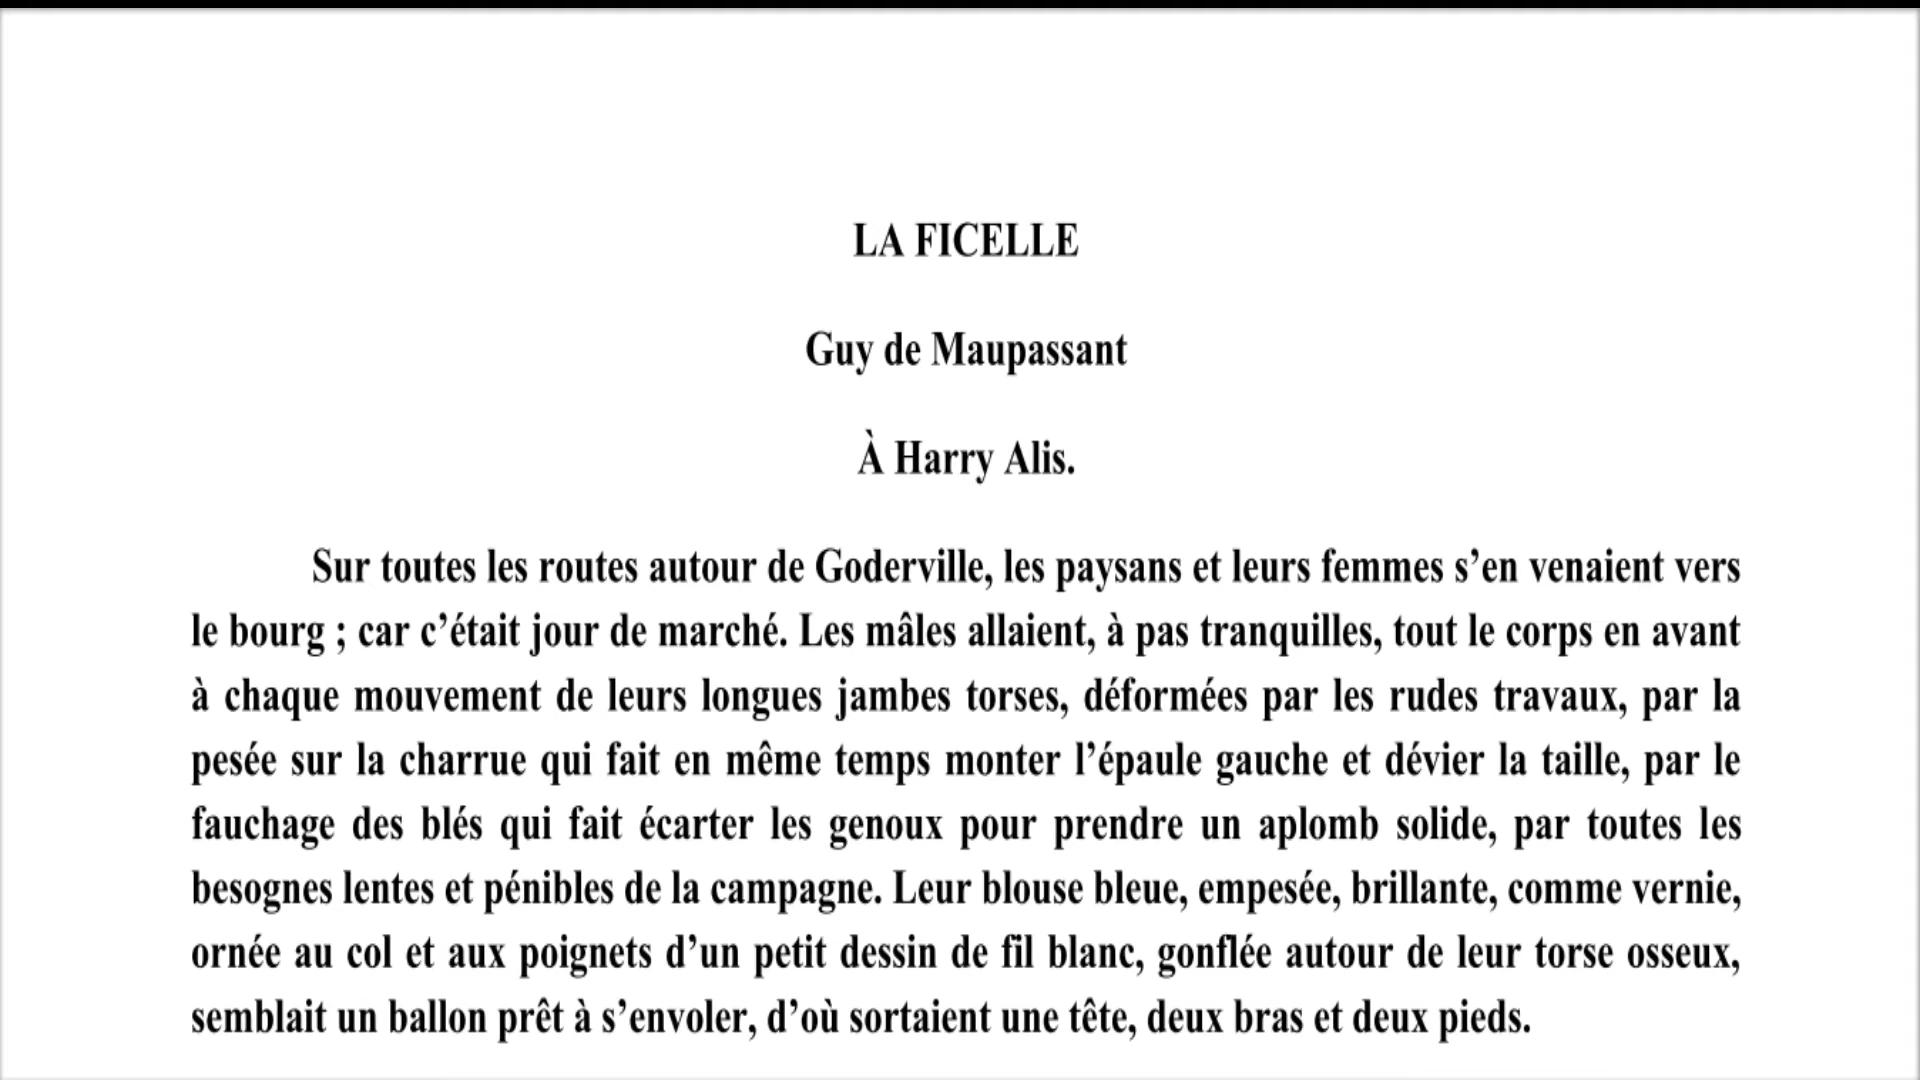 LA FICELLE
Guy de Maupassant
À Harry Alis.
Sur toutes les routes autour de Goderville, les paysans et leurs femmes s’en venaient vers
le bourg ; car c’était jour de marché. Les mâles allaient, à pas tranquilles, tout le corps en avant
à chaque mouvement de leurs longues jambes torses, déformées par les rudes travaux, par la
pesée sur la charrue qui fait en même temps monter l’épaule gauche et dévier la taille, par le
fauchage des blés qui fait écarter les genoux pour prendre un aplomb solide, par toutes les
besognes lentes et pénibles de la campagne. Leur blouse bleue, empesée, brillante, comme vernie,
ornée au col et aux poignets d’un petit dessin de fil blanc, gonflée autour de leur torse osseux,
semblait un ballon prêt à s’envoler, d’où sortaient une tête, deux bras et deux pieds.